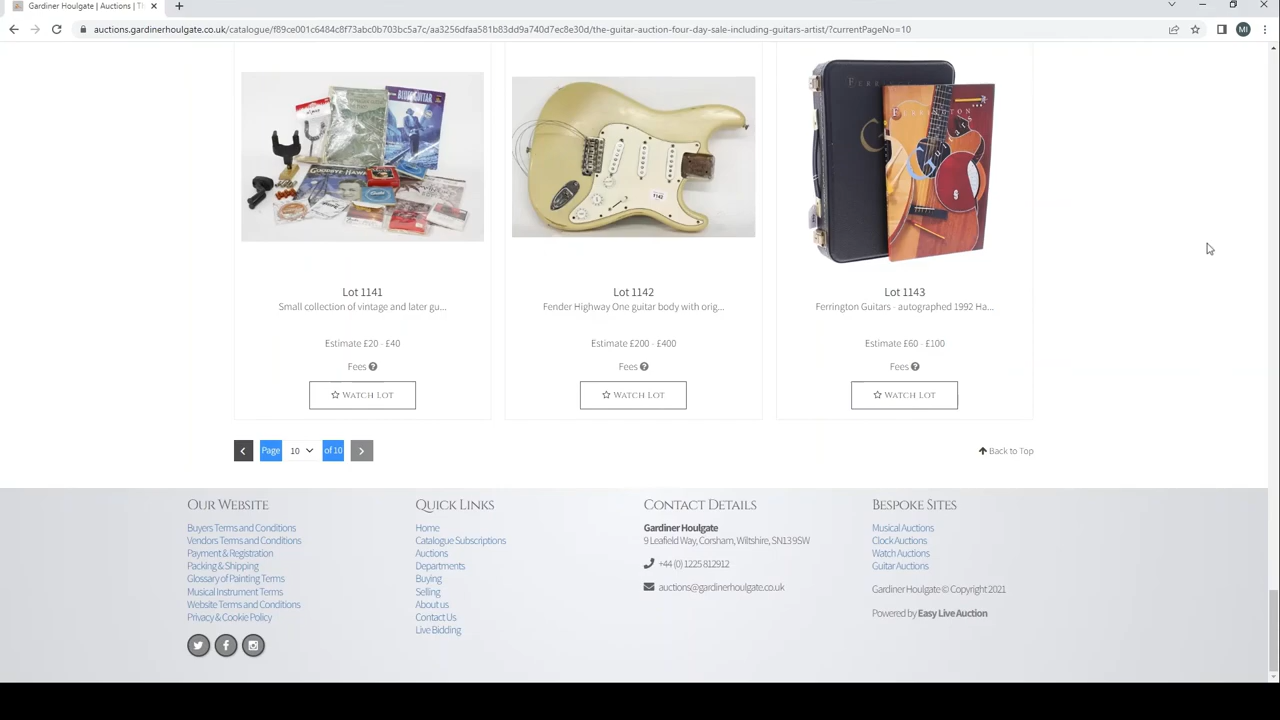 Gardiner Houlgate | Auctions | Th
auctions.gardinerhoulgate.co.uk/catalogue/f89ce001c6484c8f73abc0b703bc5a7c/aa3256dfaa581b83dd9a740d7ec8e30d/the-guitar-auction-four-day-sale-including-guitars-artist/?currentPageNo=10
MI
BLUES GUITAR
GOODBYE HAWK
1142
FERRINGTON
Lot 1141
Small collection of vintage and later gu...
Estimate £20 - £40
Fees
WATCH LOT
Lot 1142
Fender Highway One guitar body with orig...
Estimate £200 - £400
Fees
WATCH LOT
Lot 1143
Ferrington Guitars - autographed 1992 Ha...
Estimate £60 - £100
Fees
WATCH LOT
Page 10 of 10
Back to Top
OUR WEBSITE
Buyers Terms and Conditions
Vendors Terms and Conditions
Payment & Registration
Packing & Shipping
Glossary of Painting Terms
Musical Instrument Terms
Website Terms and Conditions
Privacy & Cookie Policy
QUICK LINKS
Home
Catalogue Subscriptions
Auctions
Departments
Buying
Selling
About us
Contact Us
Live Bidding
CONTACT DETAILS
Gardiner Houlgate
9 Leafield Way, Corsham, Wiltshire, SN13 9SW
+44 (0) 1225 812912
auctions@gardinerhoulgate.co.uk
BESPOKE SITES
Musical Auctions
Clock Auctions
Watch Auctions
Guitar Auctions
Gardiner Houlgate © Copyright 2021
Powered by Easy Live Auction